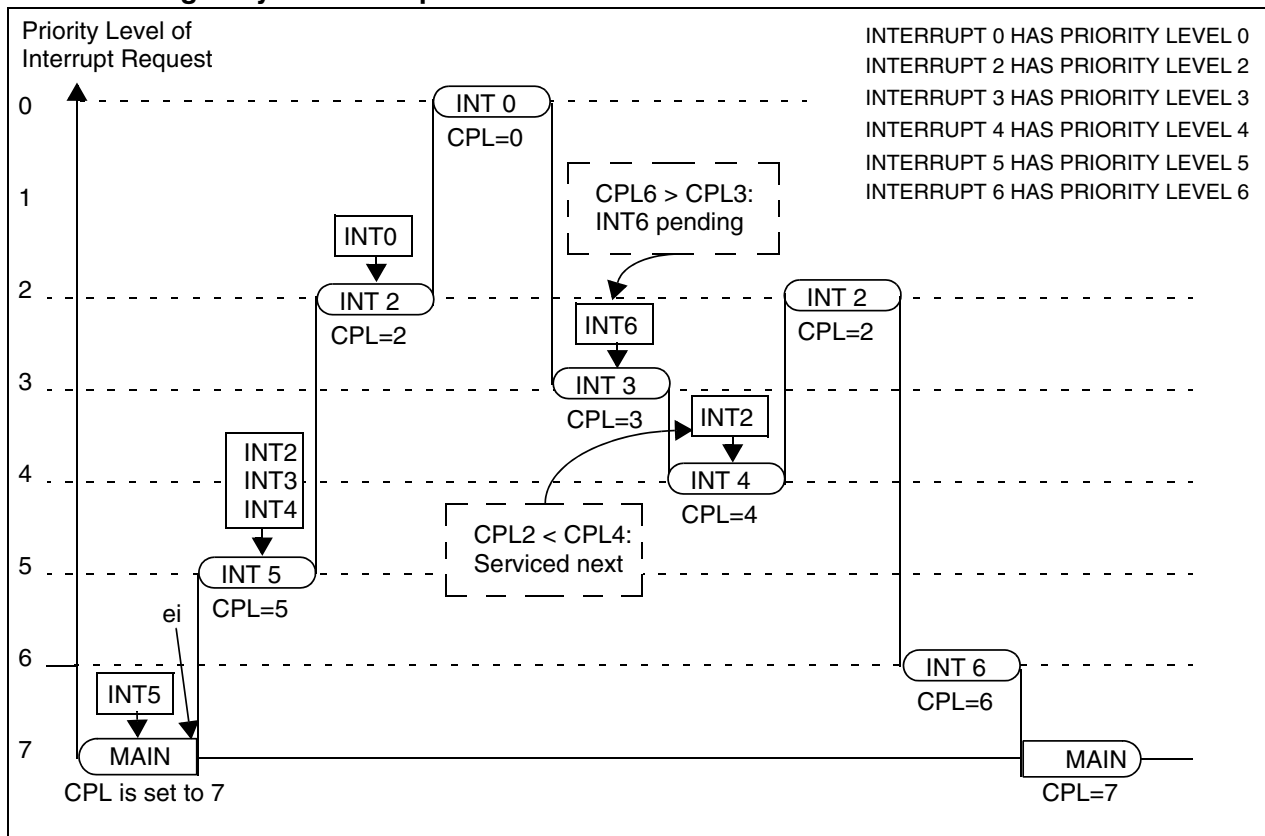 Priority Level of
Interrupt Request
INTERRUPT 0 HAS PRIORITY LEVEL 0
INTERRUPT 2 HAS PRIORITY LEVEL 2
INTERRUPT 3 HAS PRIORITY LEVEL 3
INTERRUPT 4 HAS PRIORITY LEVEL 4
INTERRUPT 5 HAS PRIORITY LEVEL 5
INTERRUPT 6 HAS PRIORITY LEVEL 6
0
INT 0
CPL=0
1
CPL6 > CPL3:
INT6 pending
INT0
2
INT 2
CPL=2
INT6
INT 2
CPL=2
3
INT 3
CPL=3
INT2
INT2
INT3
INT4
4
INT 4
CPL=4
CPL2 < CPL4:
Serviced next
5
INT 5
CPL=5
ei
6
INT5
INT 6
CPL=6
7
MAIN
CPL is set to 7
MAIN
CPL=7